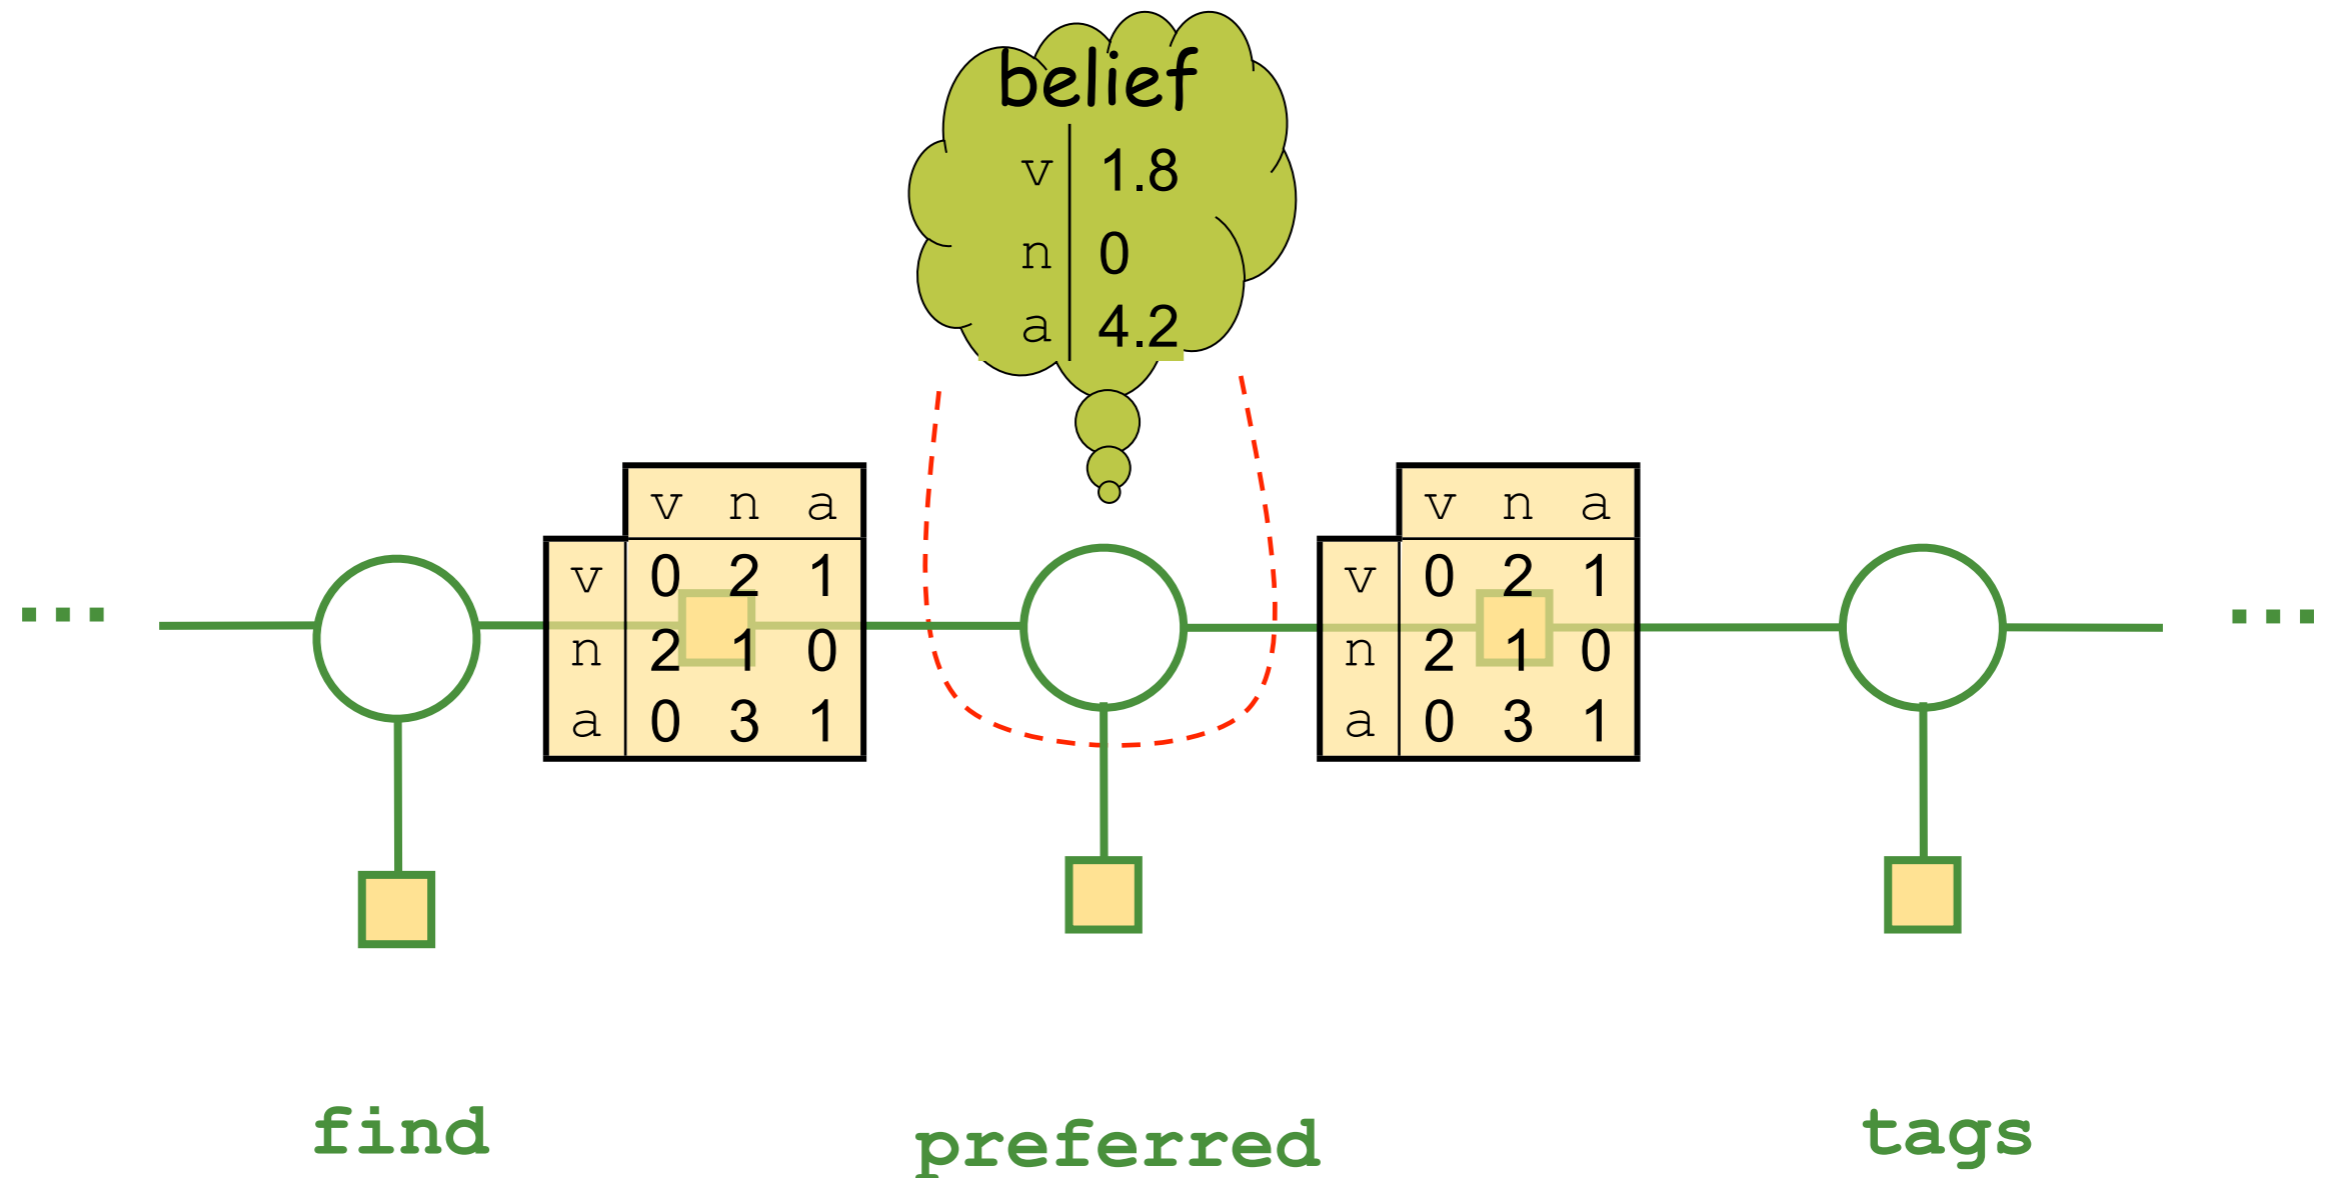 belief
v 1.8
n 0
a 4.2
v n a
v 0 2 1
n 2 1 0
a 0 3 1
v n a
v 0 2 1
n 2 1 0
a 0 3 1
...
...
find
preferred
tags